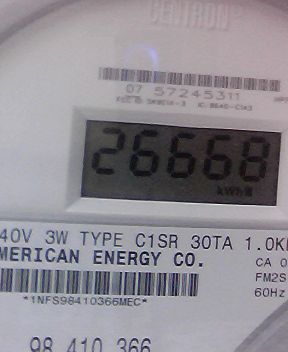 CENTRON®
07 57245311
26668
kWh
40V 3W TYPE C1SR 30TA 1.0K
MERICAN ENERGY CO.
CA 0
FM2S
60Hz
*1NFS98410366MEC*
98 410 366